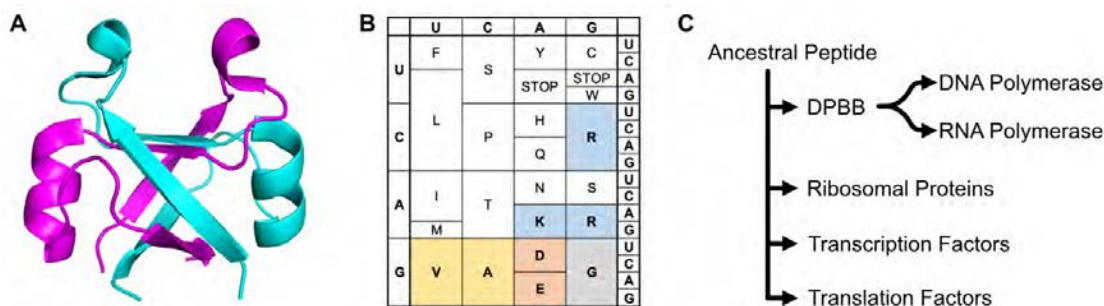 A
B
C
U C A G
U F S Y C U
C
STOP STOP A
W G
C L P H R U
C
Q A
G
A I T N S U
C
M K R A
G
G V A D G U
C
E A
G
Ancestral Peptide
DPBB
DNA Polymerase
RNA Polymerase
Ribosomal Proteins
Transcription Factors
Translation Factors